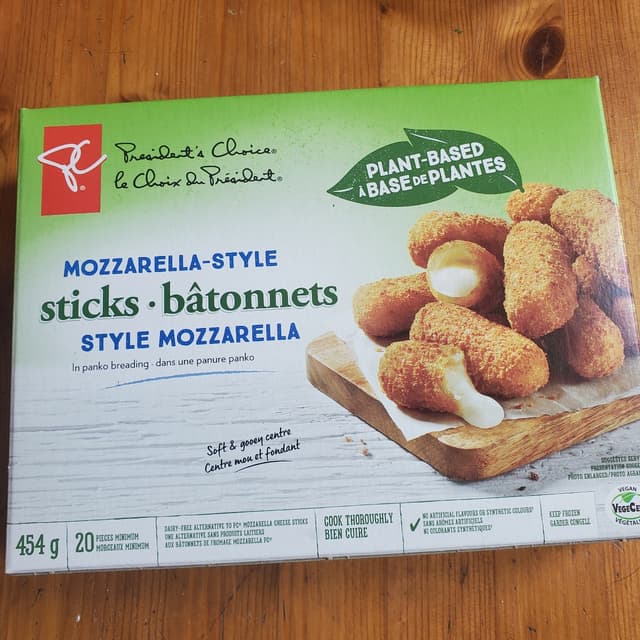 PC®
President's Choice®
Le Choix du Président®
PLANT-BASED
À BASE DE PLANTES
MOZZARELLA-STYLE
sticks · bâtonnets
STYLE MOZZARELLA
In panko breading · dans une panure panko
Soft & gooey centre
Centre mou et fondant
454 g
20 PIECES MINIMUM
MORCEAUX MINIMUM
DAIRY-FREE ALTERNATIVE TO PC® MOZZARELLA CHEESE STICKS
UNE ALTERNATIVE SANS PRODUITS LAITIERS
AUX BÂTONNETS DE FROMAGE MOZZARELLA PC®
COOK THOROUGHLY
BIEN CUIRE
NO ARTIFICIAL FLAVOURS OR SYNTHETIC COLOURS
SANS ARÔMES ARTIFICIELS
NI COLORANTS SYNTHÉTIQUES
KEEP FROZEN
GARDER CONGELÉ
SUGGESTED
PHOTO ENLARGED/PHOTO
VEGAN